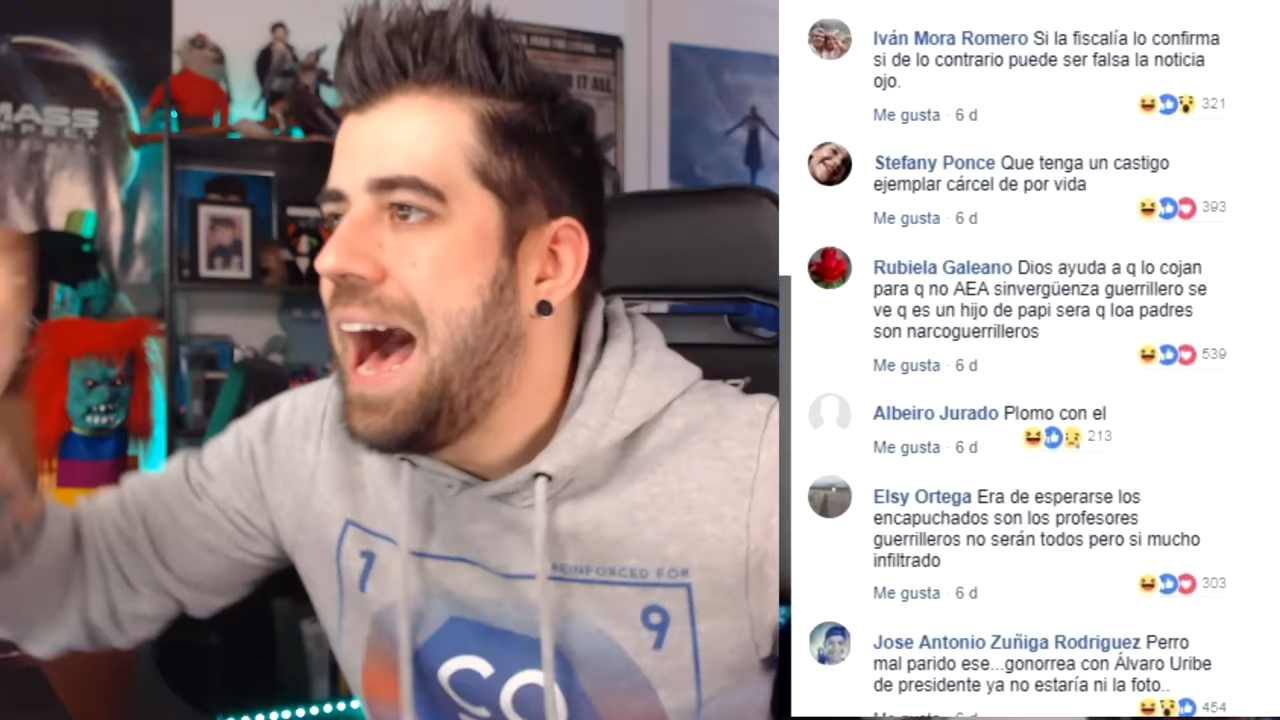 MASS
EFFECT
7
REINFORCED FOR
9
Iván Mora Romero Si la fiscalía lo confirma
si de lo contrario puede ser falsa la noticia
ojo.
Me gusta · 6 d
321
Stefany Ponce Que tenga un castigo
ejemplar cárcel de por vida
Me gusta · 6 d
393
Rubiela Galeano Dios ayuda a q lo cojan
para q no AEA sinvergüenza guerrillero se
ve q es un hijo de papi sera q loa padres
son narcoguerrilleros
Me gusta · 6 d
539
Albeiro Jurado Plomo con el
Me gusta · 6 d
213
Elsy Ortega Era de esperarse los
encapuchados son los profesores
guerrilleros no serán todos pero si mucho
infiltrado
Me gusta · 6 d
303
Jose Antonio Zuñiga Rodriguez Perro
mal parido ese...gonorrea con Álvaro Uribe
de presidente ya no estaría ni la foto..
Me gusta · 6 d
454